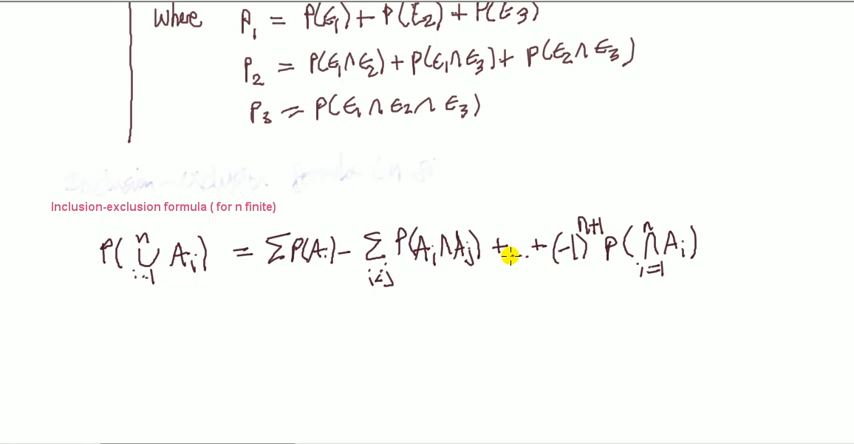 where P₁ = P(E₁) + P(E₂) + P(E₃)
P₂ = P(E₁∩E₂) + P(E₁∩E₃) + P(E₂∩E₃)
P₃ = P(E₁ ∩ E₂ ∩ E₃)
Inclusion-exclusion formula ( for n finite)
P( ⋃ᵢ₌₁ⁿ Aᵢ) = ΣP(Aᵢ) − Σ_{i<j} P(Aᵢ∩Aⱼ) + ... + (-1)ⁿ⁺¹ P( ⋂ᵢ₌₁ⁿ Aᵢ)